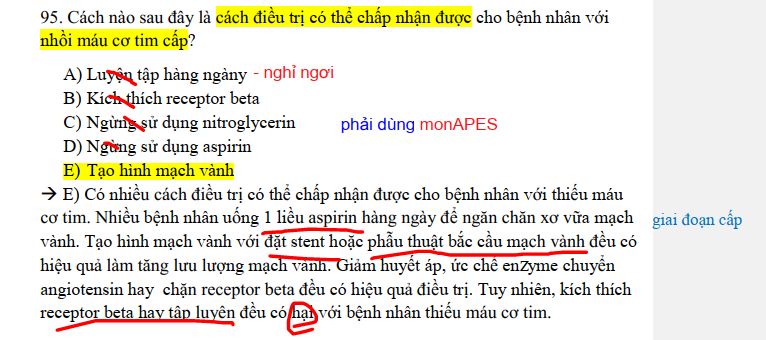 95. Cách nào sau đây là cách điều trị có thể chấp nhận được cho bệnh nhân với
nhồi máu cơ tim cấp?
A) Luyện tập hàng ngàny - nghỉ ngơi
B) Kích thích receptor beta
C) Ngừng sử dụng nitroglycerin phải dùng monAPES
D) Ngừng sử dụng aspirin
E) Tạo hình mạch vành
→ E) Có nhiều cách điều trị có thể chấp nhận được cho bệnh nhân với thiếu máu
cơ tim. Nhiều bệnh nhân uống 1 liều aspirin hàng ngày để ngăn chăn xơ vữa mạch giai đoạn cấp
vành. Tạo hình mạch vành với đặt stent hoặc phẫu thuật bắc cầu mạch vành đều có
hiệu quả làm tăng lưu lượng mạch vành. Giảm huyết áp, ức chê enzyme chuyển
angiotensin hay chặn receptor beta đều có hiệu quả điều trị. Tuy nhiên, kích thích
receptor beta hay tập luyện đều có hại với bệnh nhân thiếu máu cơ tim.